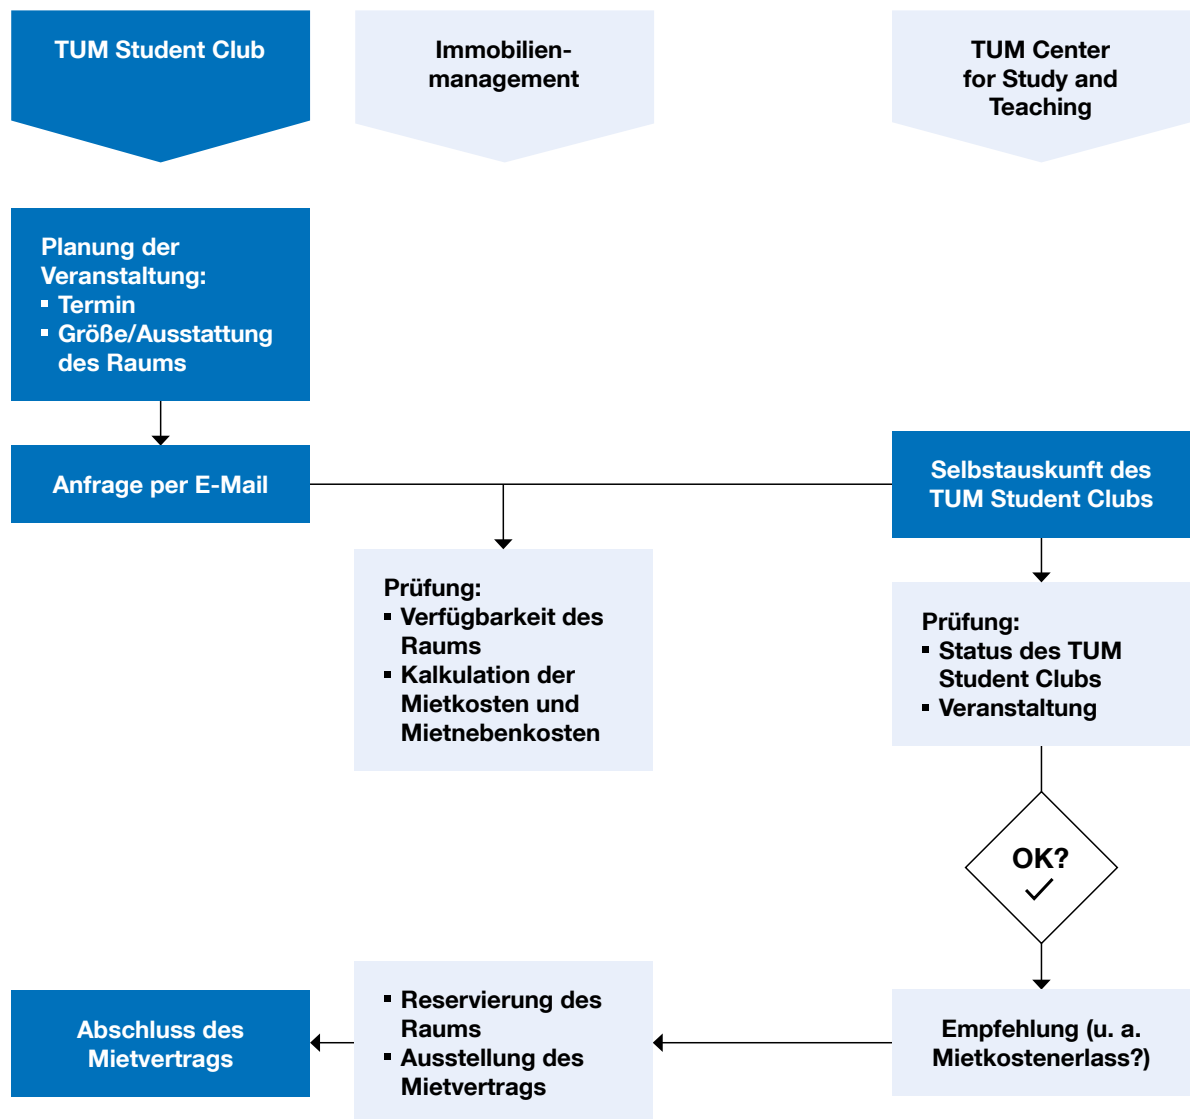 TUM Student Club
Immobilien-
management
TUM Center
for Study and
Teaching
Planung der
Veranstaltung:
▪ Termin
▪ Größe/Ausstattung
des Raums
Anfrage per E-Mail
Selbstauskunft des
TUM Student Clubs
Prüfung:
▪ Verfügbarkeit des
Raums
▪ Kalkulation der
Mietkosten und
Mietnebenkosten
Prüfung:
▪ Status des TUM
Student Clubs
▪ Veranstaltung
OK?
Abschluss des
Mietvertrags
▪ Reservierung des
Raums
▪ Ausstellung des
Mietvertrags
Empfehlung (u. a.
Mietkostenerlass?)